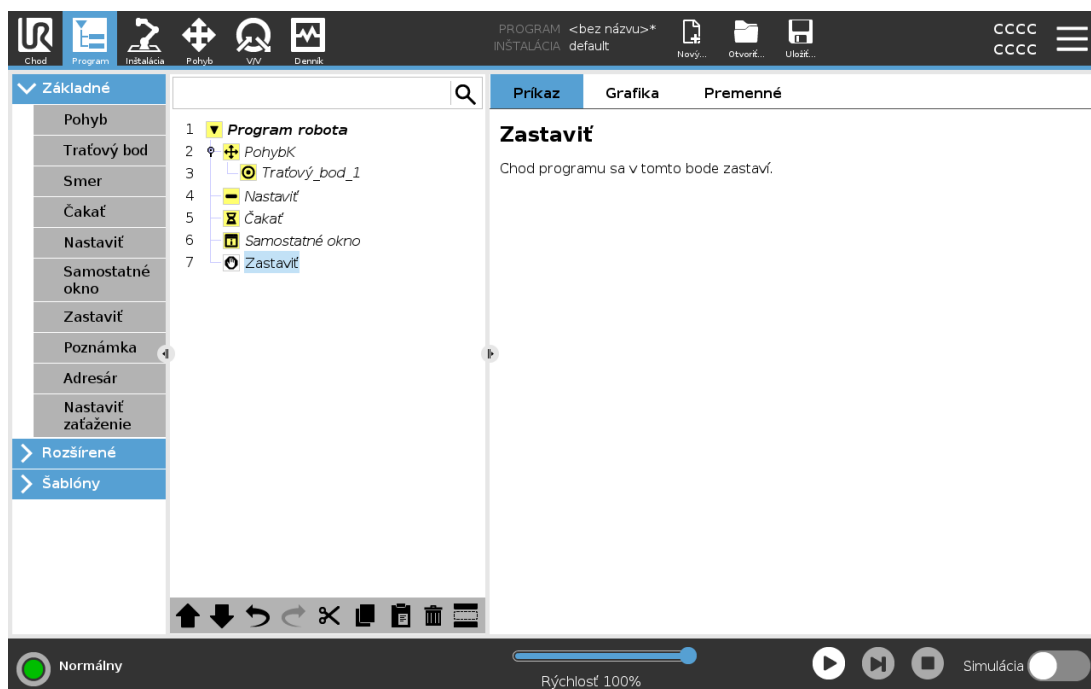 UR
Chod
Program
Inštalácia
Pohyb
V/V
Denník
PROGRAM <bez názvu>*
INŠTALÁCIA default
Nový...
Otvoriť...
Uložiť...
CCCC
CCCC
Základné
Pohyb
Traťový bod
Smer
Čakať
Nastaviť
Samostatné
okno
Zastaviť
Poznámka
Adresár
Nastaviť
zaťaženie
Rozšírené
Šablóny
1 Program robota
2 PohybK
3 Traťový_bod_1
4 Nastaviť
5 Čakať
6 Samostatné okno
7 Zastaviť
Príkaz
Grafika
Premenné
Zastaviť
Chod programu sa v tomto bode zastaví.
Normálny
Rýchlosť 100%
Simulácia